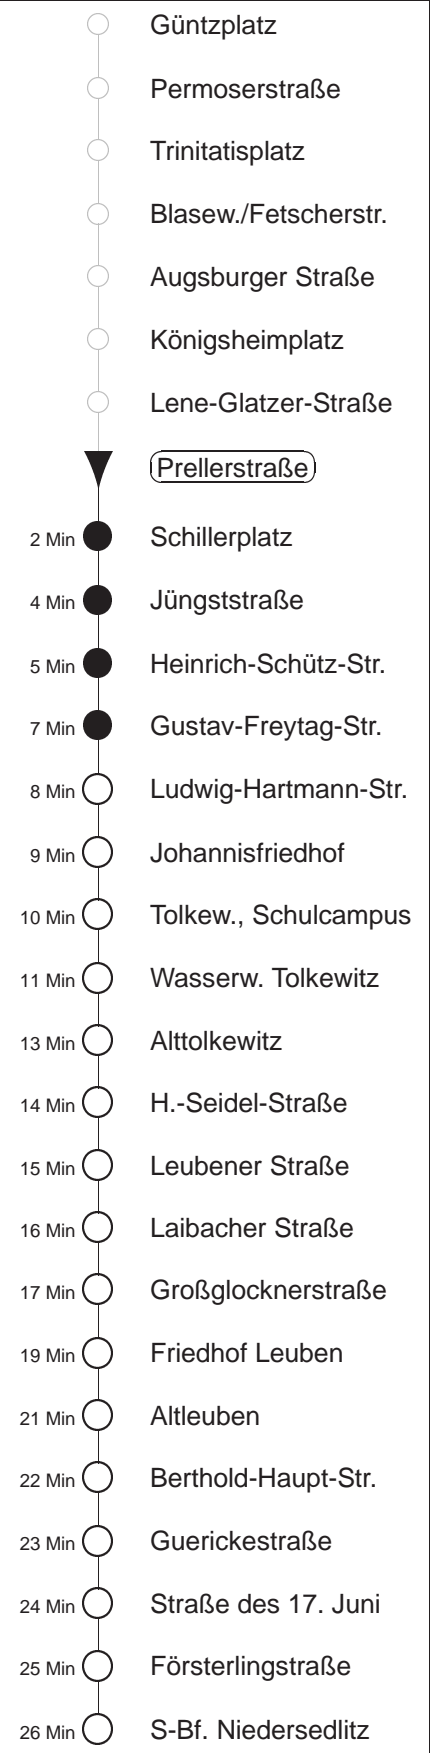 Güntzplatz
Permoserstraße
Trinitatisplatz
Blasew./Fetscherstr.
Augsburger Straße
Königsheimplatz
Lene-Glatzer-Straße
Prellerstraße
2 Min Schillerplatz
4 Min Jüngststraße
5 Min Heinrich-Schütz-Str.
7 Min Gustav-Freytag-Str.
8 Min Ludwig-Hartmann-Str.
9 Min Johannisfriedhof
10 Min Tolkew., Schulcampus
11 Min Wasserw. Tolkewitz
13 Min Alttolkewitz
14 Min H.-Seidel-Straße
15 Min Leubener Straße
16 Min Laibacher Straße
17 Min Großglocknerstraße
19 Min Friedhof Leuben
21 Min Altleuben
22 Min Berthold-Haupt-Str.
23 Min Guerickestraße
24 Min Straße des 17. Juni
25 Min Försterlingstraße
26 Min S-Bf. Niedersedlitz